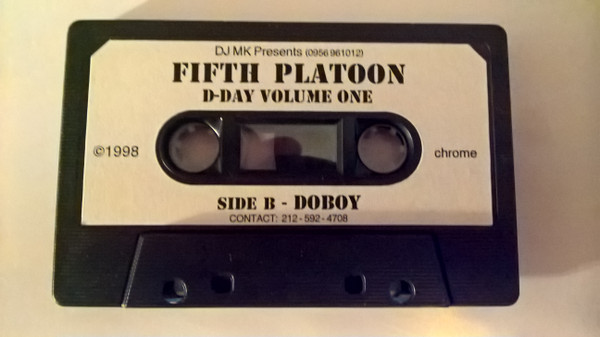 DJ MK Presents (0956 961012)
FIFTH PLATOON
D-DAY VOLUME ONE
©1998
chrome
SIDE B - DOBOY
CONTACT: 212-592-4708